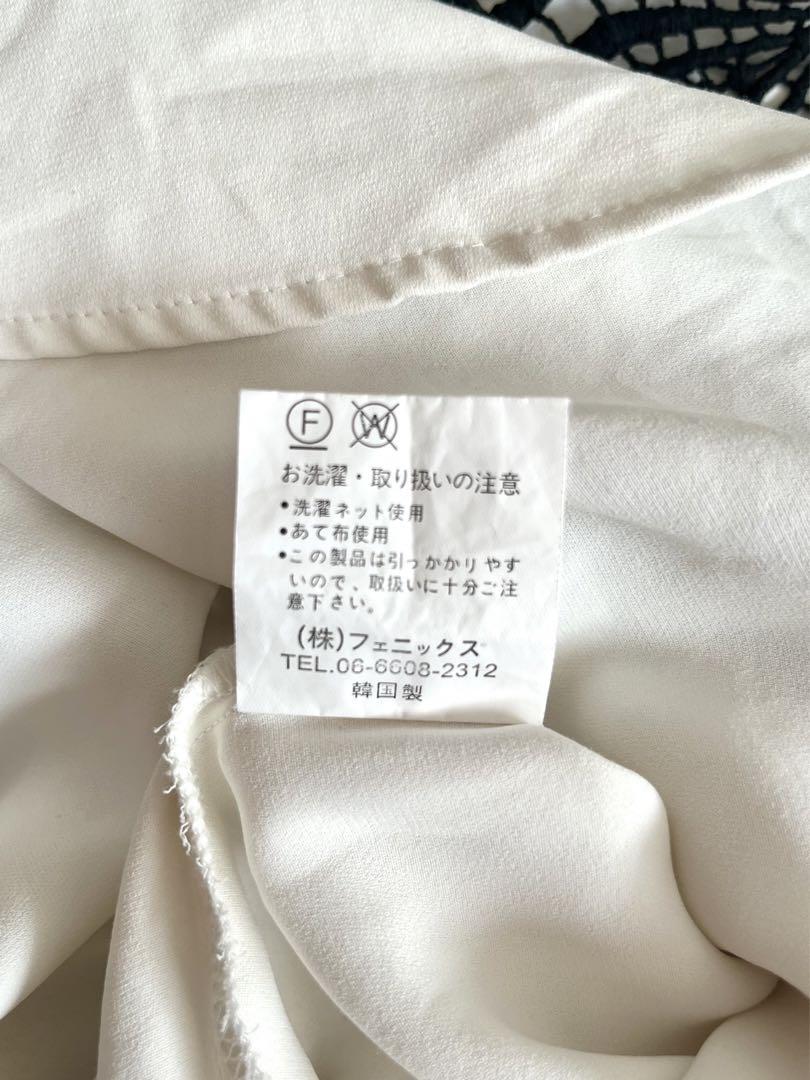 F W
お洗濯・取り扱いの注意
•洗濯ネット使用
•あて布使用
•この製品は引っかかりやす
いので、取扱いに十分ご注
意下さい。
(株)フェニックス
TEL.06-6608-2312
韓国製